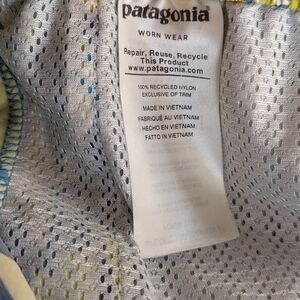 patagonia®
WORN WEAR
Repair, Reuse, Recycle
This Product
www.patagonia.com
100% RECYCLED NYLON
EXCLUSIVE OF TRIM
MADE IN VIETNAM
FABRIQUÉ AU VIETNAM
HECHO EN VIETNAM
FATTO IN VIETNAM